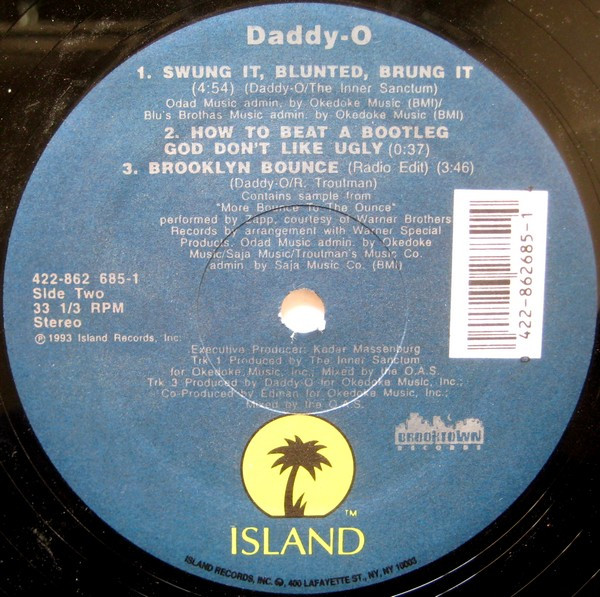 Daddy-O
1. SWUNG IT, BLUNTED, BRUNG IT
(4:54) (Daddy-O/The Inner Sanctum)
Odad Music admin. by Okedoke Music (BMI)/
Blu's Brothas Music admin. by Okedoke Music (BMI)
2. HOW TO BEAT A BOOTLEG
GOD DON'T LIKE UGLY (0:37)
3. BROOKLYN BOUNCE (Radio Edit) (3:46)
(Daddy-O/R. Troutman)
Contains sample from
"More Bounce To The Ounce"
performed by Zapp, courtesy of Warner Brothers
Records by arrangement with Warner Special
Products. Odad Music admin. by Okedoke
Music/Saja Music/Troutman's Music Co.
admin. by Saja Music Co. (BMI)
422-862 685-1
Side Two
33 1/3 RPM
Stereo
℗ 1993 Island Records, Inc.
0 422-862685-1
Executive Producer: Kedar Massenburg
Trk 1 Produced by The Inner Sanctum
for Okedoke Music, Inc.; Mixed by the O.A.S.
Trk 3 Produced by Daddy-O for Okedoke Music, Inc.;
Co-Produced by Edman for Okedoke Music, Inc.;
Mixed by the O.A.S.
BROOKTOWN
RECORDS
TM
ISLAND
ISLAND RECORDS, INC. ℗, 400 LAFAYETTE ST., NY, NY 10003